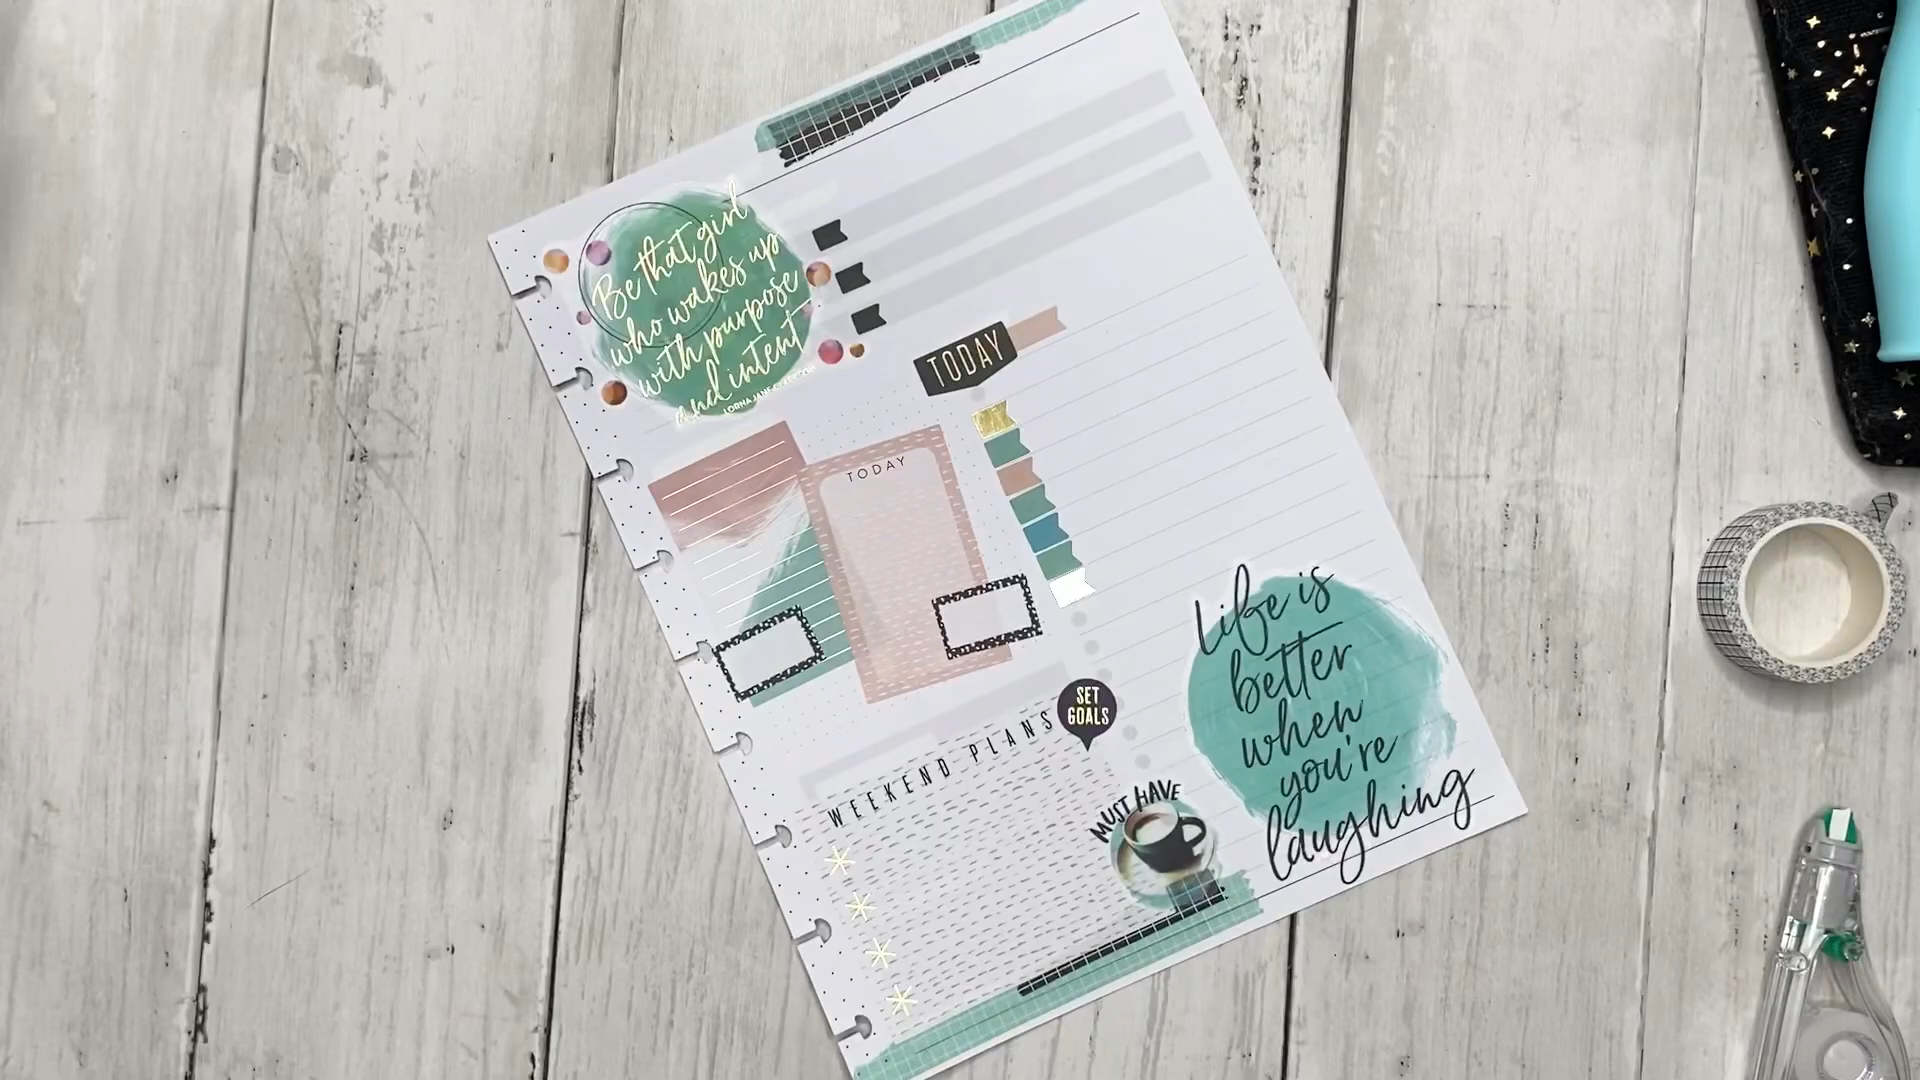 Be that girl
who wakes up
with purpose
and intent
TODAY
TODAY
WEEKEND PLANS
SET
GOALS
MUST HAVE
Life is
better
when
you're
laughing